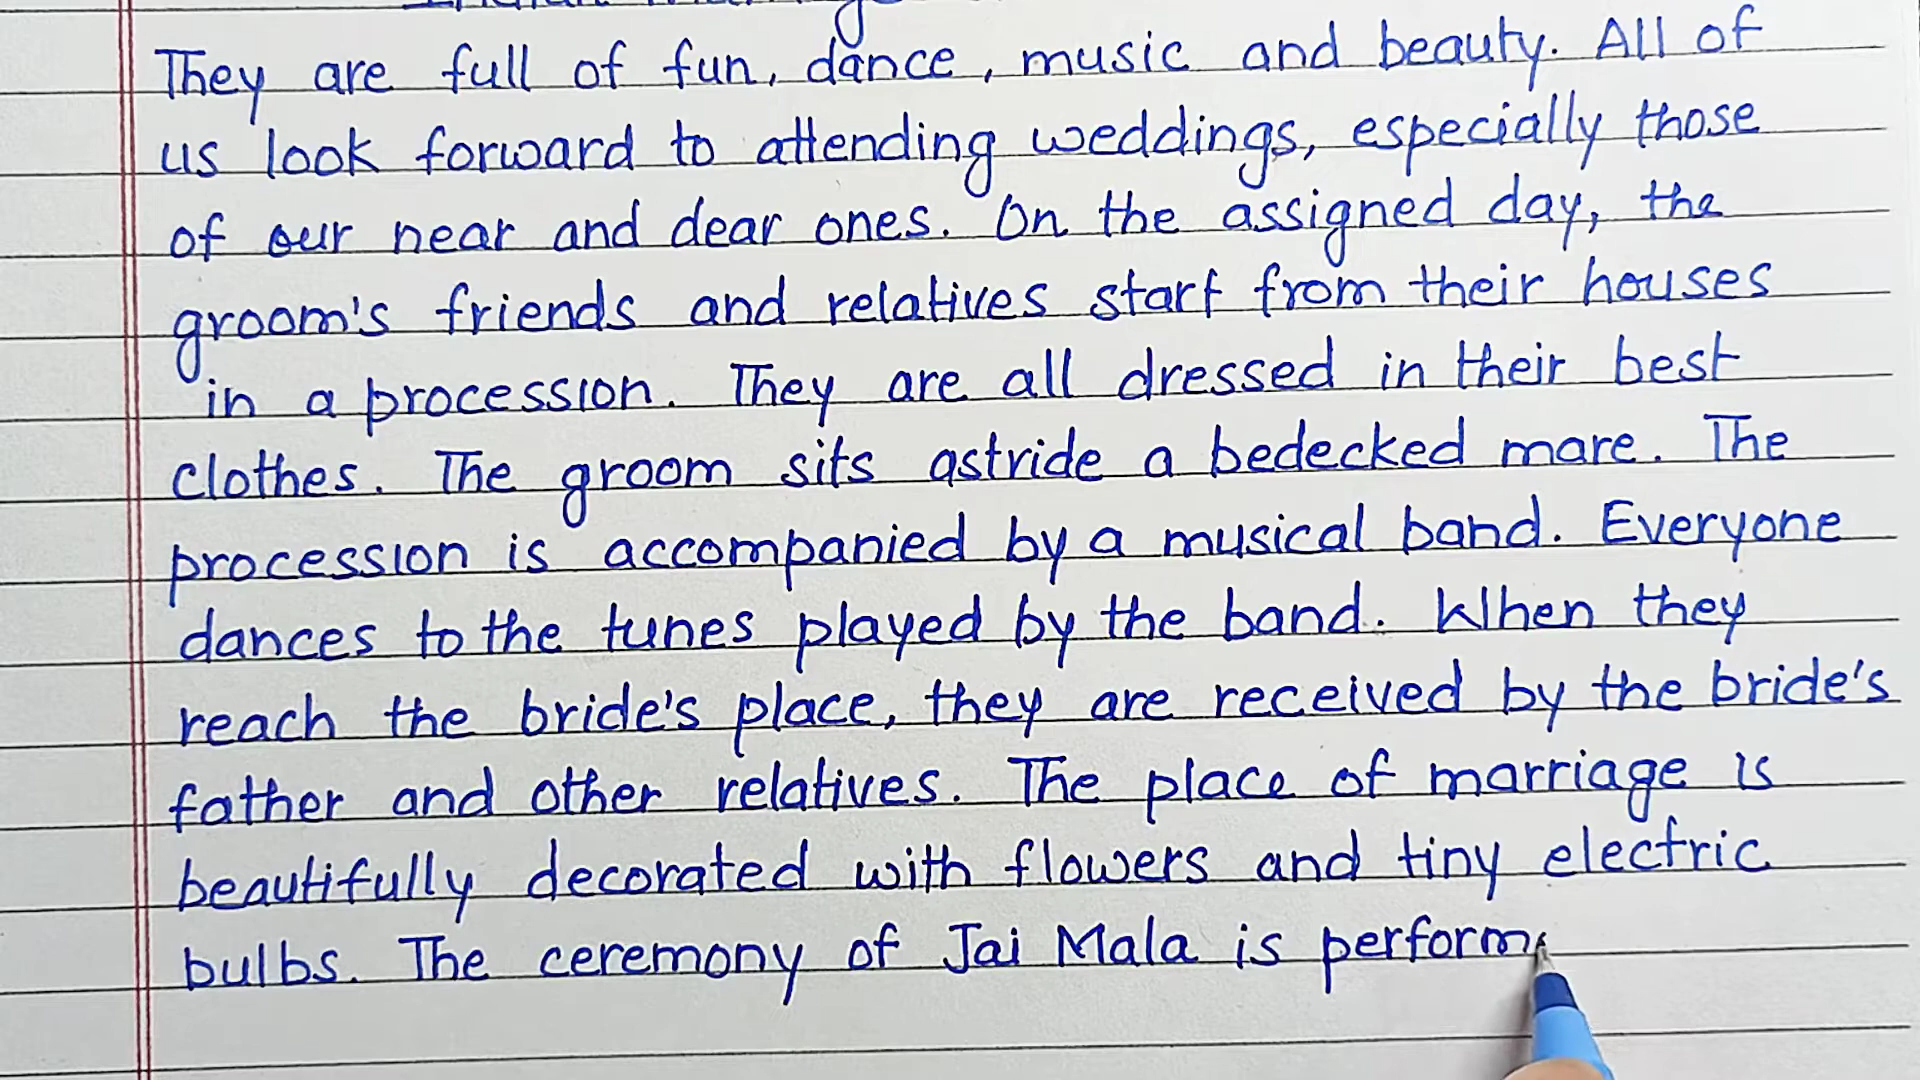 They are full of fun, dance, music and beauty. All of
us look forward to attending weddings, especially those
of our near and dear ones. On the assigned day, the
groom's friends and relatives start from their houses
in a procession. They are all dressed in their best
clothes. The groom sits astride a bedecked mare. The
procession is accompanied by a musical band. Everyone
dances to the tunes played by the band. When they
reach the bride's place, they are received by the bride's
father and other relatives. The place of marriage is
beautifully decorated with flowers and tiny electric
bulbs. The ceremony of Jai Mala is perform